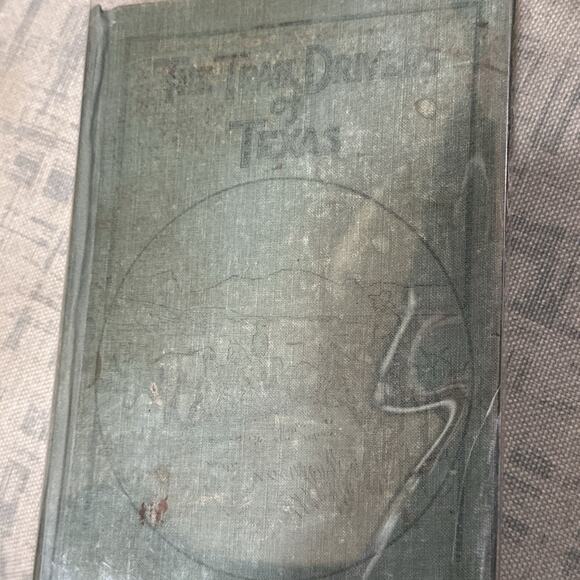 The Trail Drivers
of
Texas